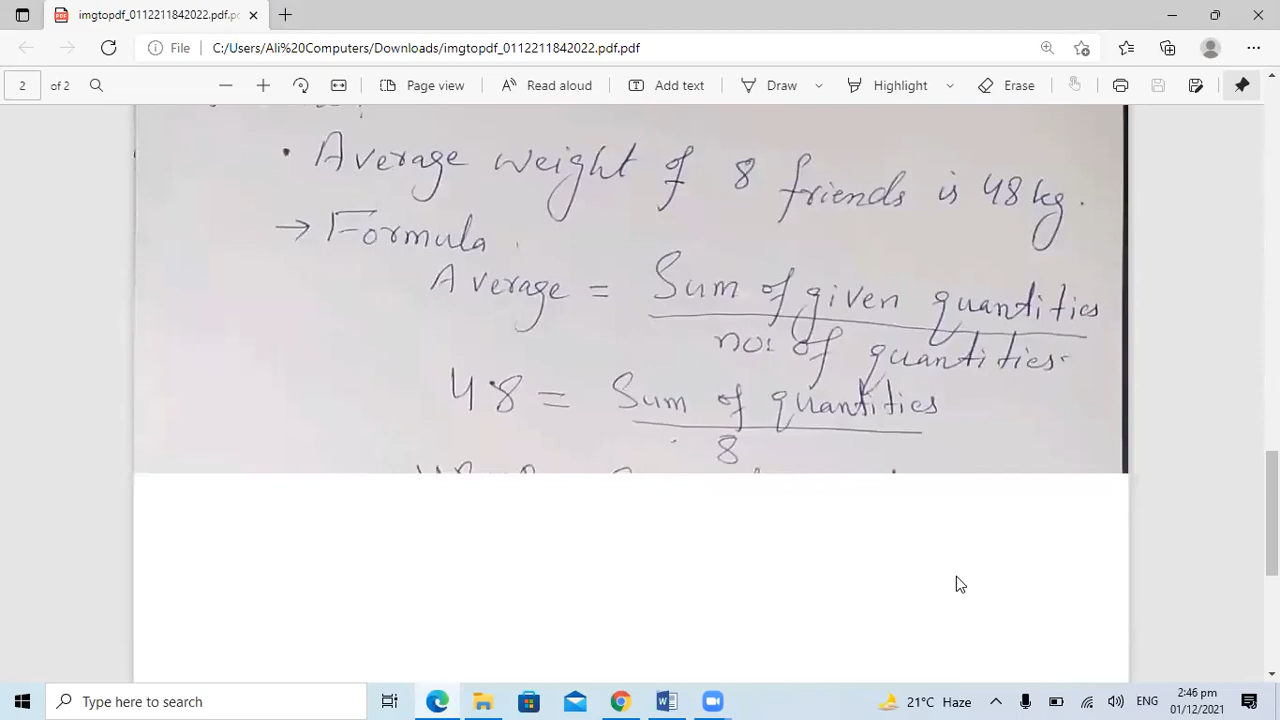 imgtopdf_0112211842022.pdf.pc
File
C:/Users/Ali%20Computers/Downloads/imgtopdf_0112211842022.pdf.pdf
2 of 2
Page view
Read aloud
Add text
Draw
Highlight
Erase
• Average weight of 8 friends is 48 kg.
→ Formula
Average = Sum of given quantities
no: of quantities.
48 = Sum of quantities
8
Type here to search
21°C Haze
ENG
2:46 pm
01/12/2021